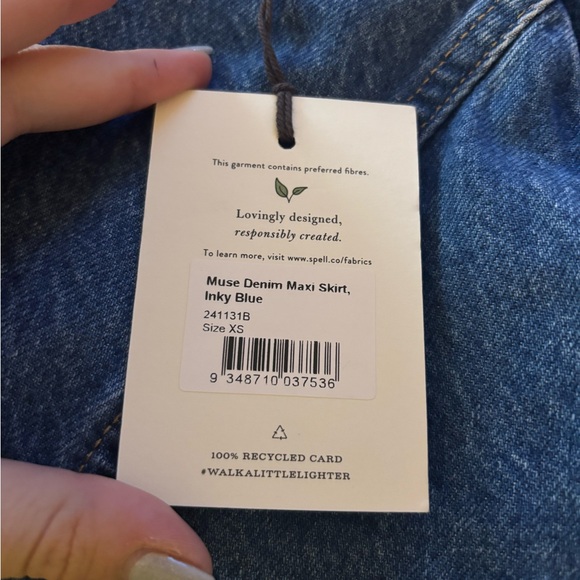 This garment contains preferred fibres.
Lovingly designed,
responsibly created.
To learn more, visit www.spell.co/fabrics
Muse Denim Maxi Skirt,
Inky Blue
241131B
Size XS
9 348710 037536
100% RECYCLED CARD
#WALKALITTLELIGHTER